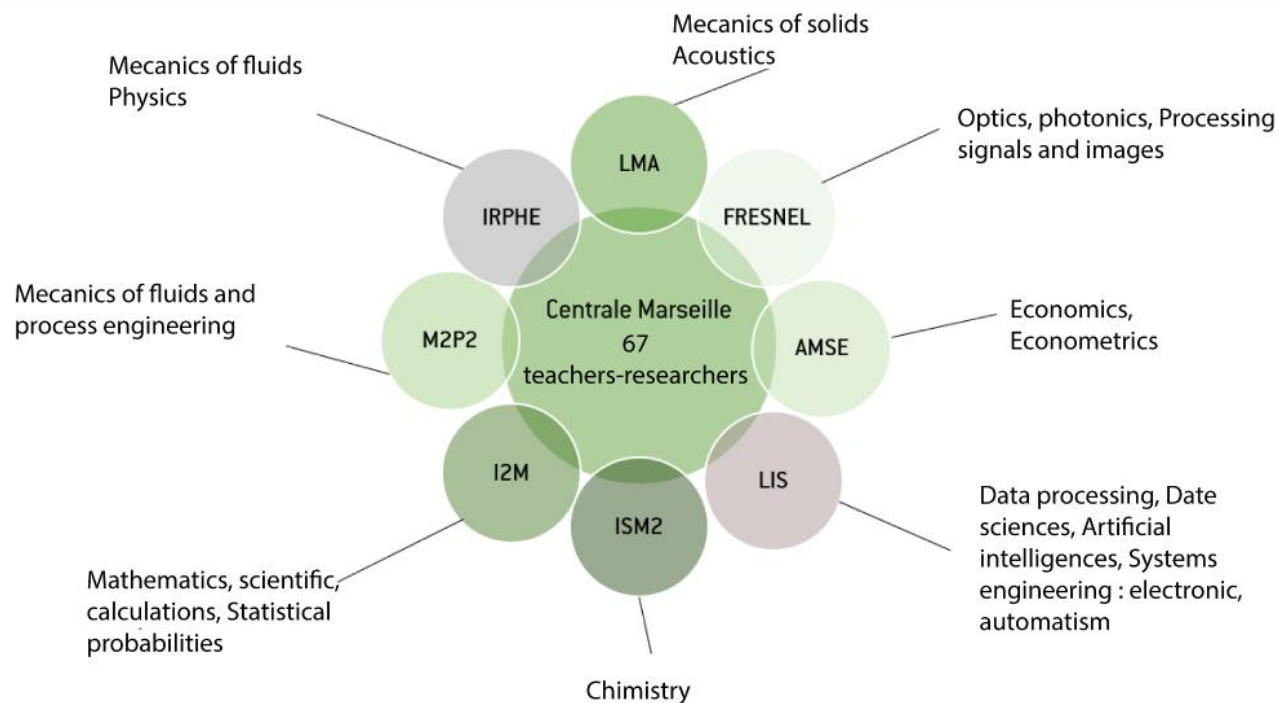 Mecanics of solids
Acoustics
Mecanics of fluids
Physics
Optics, photonics, Processing
signals and images
LMA
IRPHE
FRESNEL
Mecanics of fluids and
process engineering
Centrale Marseille
67
teachers-researchers
M2P2
AMSE
Economics,
Econometrics
I2M
ISM2
LIS
Data processing, Date
sciences, Artificial
intelligences, Systems
engineering : electronic,
automatism
Mathematics, scientific,
calculations, Statistical
probabilities
Chimistry